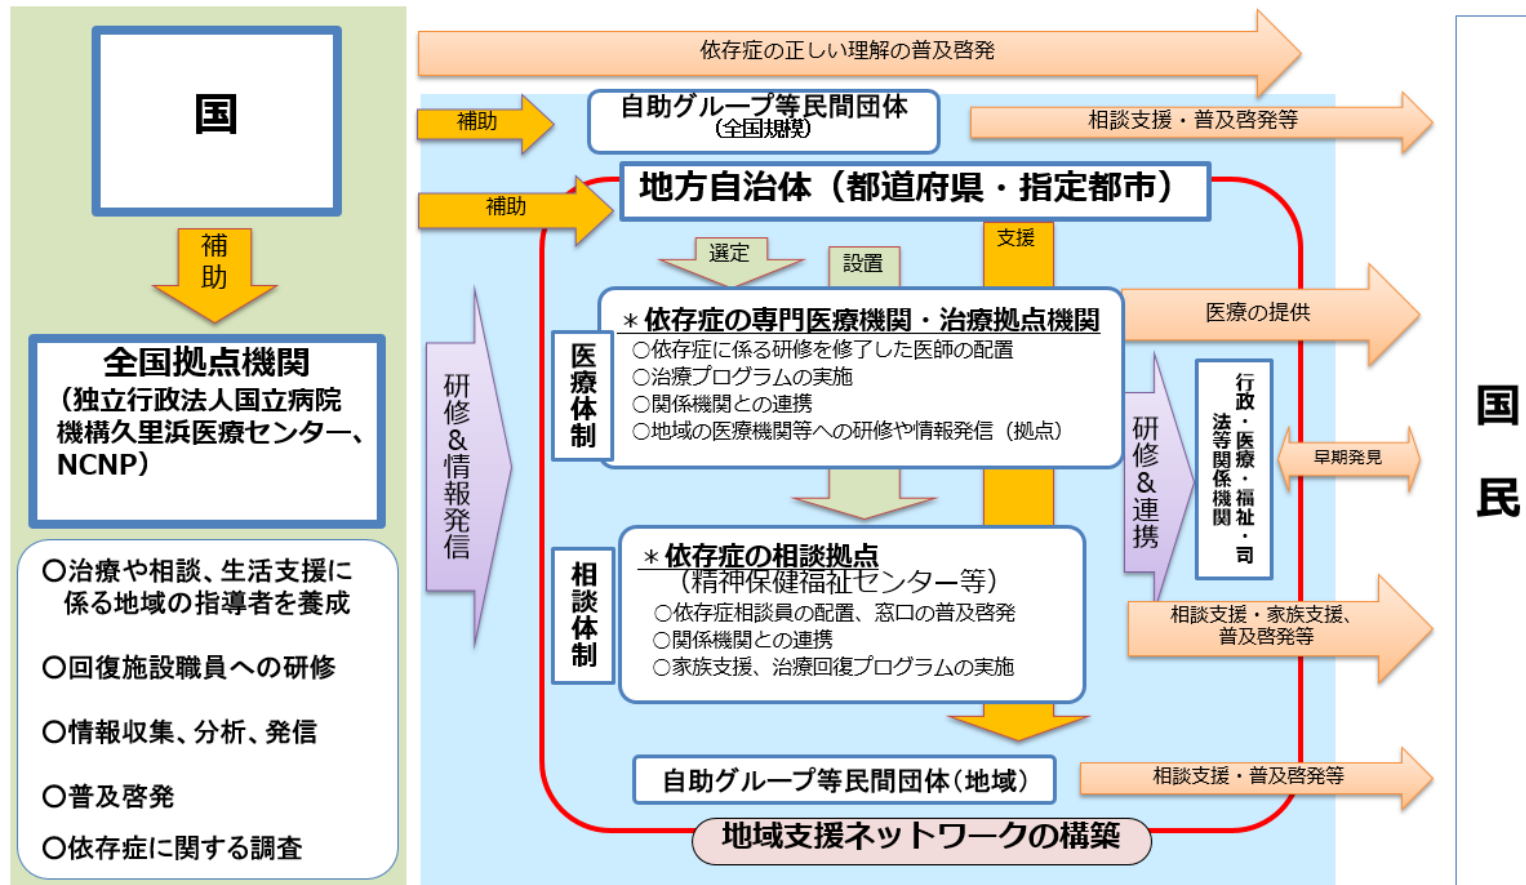 国
補
助
全国拠点機関
（独立行政法人国立病院
機構久里浜医療センター、
NCNP）
〇治療や相談、生活支援に
係る地域の指導者を養成
〇回復施設職員への研修
〇情報収集、分析、発信
〇普及啓発
〇依存症に関する調査
依存症の正しい理解の普及啓発
補助
自助グループ等民間団体
（全国規模）
相談支援・普及啓発等
補助
地方自治体（都道府県・指定都市）
選定
設置
支援
研修&情報発信
医療体制
＊依存症の専門医療機関・治療拠点機関
○依存症に係る研修を修了した医師の配置
○治療プログラムの実施
○関係機関との連携
○地域の医療機関等への研修や情報発信（拠点）
医療の提供
研修&連携
行政・医療・福祉・司
法等関係機関
早期発見
相談体制
＊依存症の相談拠点
（精神保健福祉センター等）
○依存症相談員の配置、窓口の普及啓発
○関係機関との連携
○家族支援、治療回復プログラムの実施
相談支援・家族支援、
普及啓発等
自助グループ等民間団体（地域）
相談支援・普及啓発等
地域支援ネットワークの構築
国民